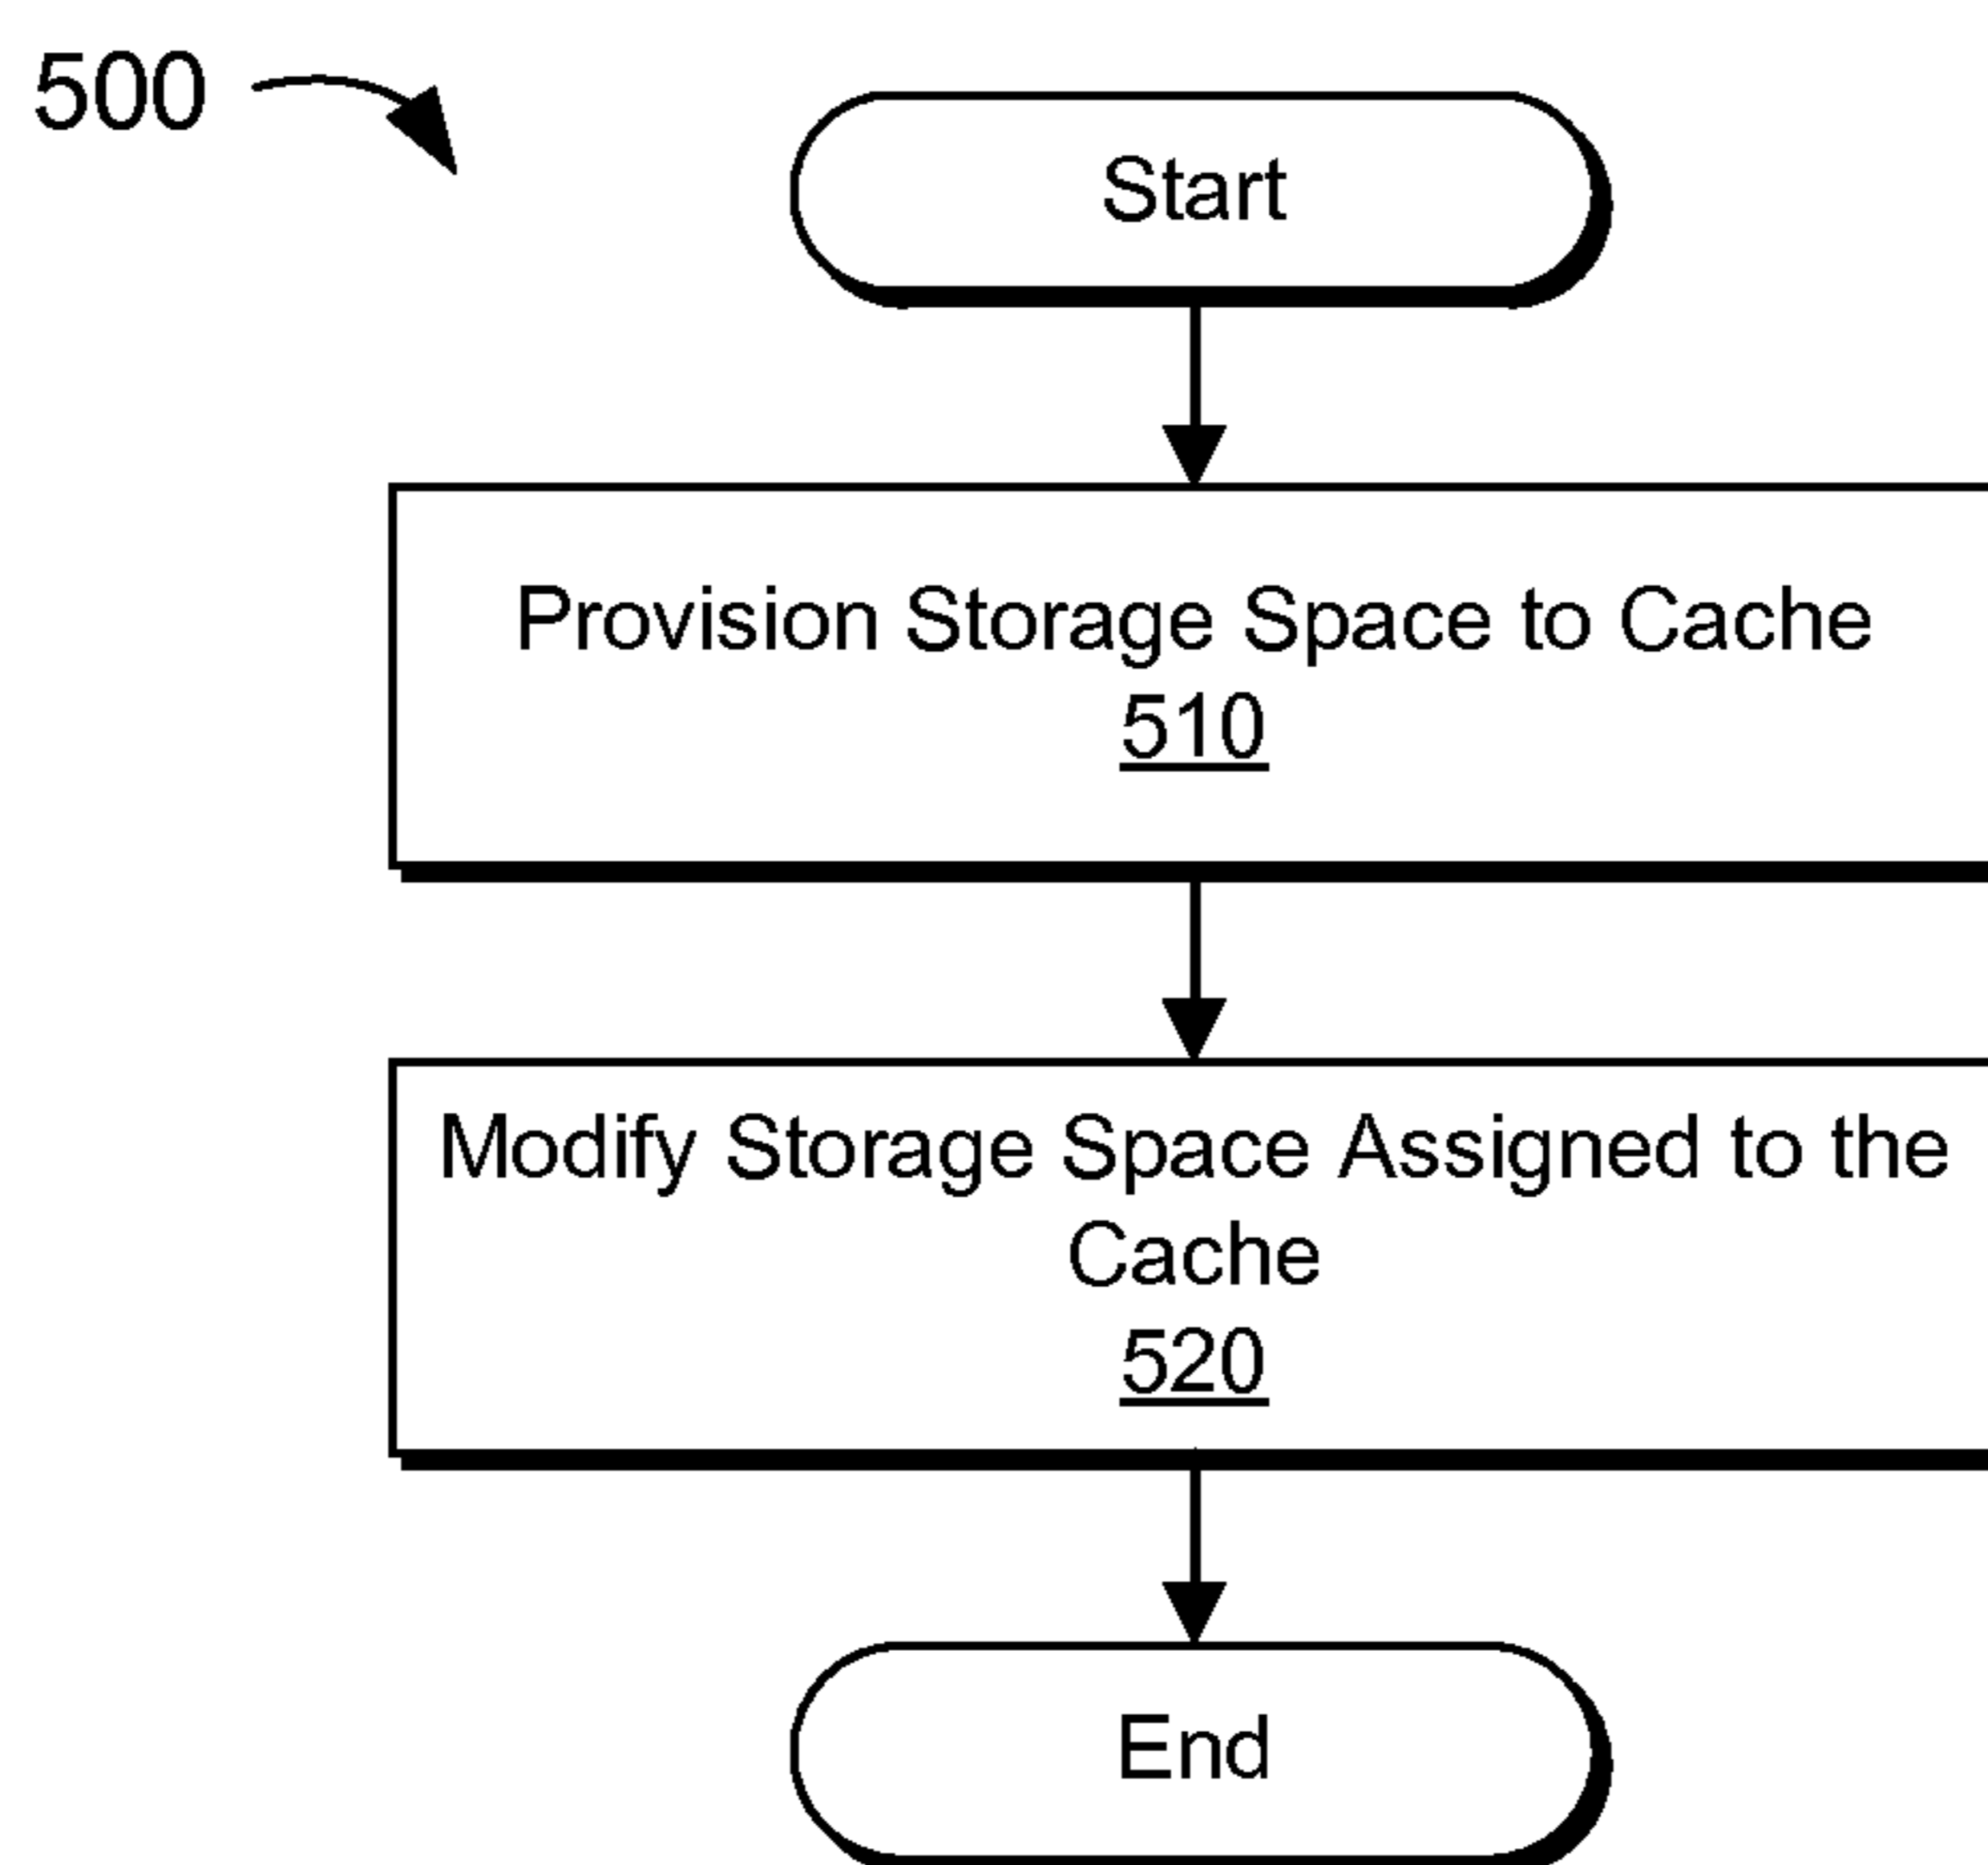 500
Start
Provision Storage Space to Cache
510
Modify Storage Space Assigned to the
Cache
520
End